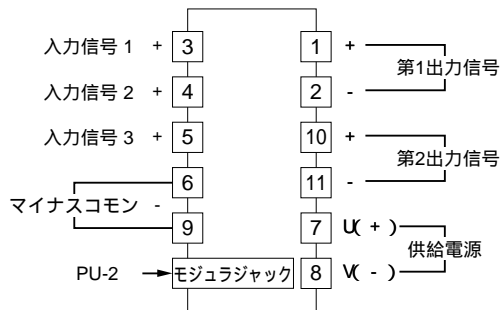 入力信号 1 + 3 1 +
第1出力信号
入力信号 2 + 4 2 -
入力信号 3 + 5 10 +
第2出力信号
6 11 -
マイナスコモン -
9 7 U( + )
供給電源
PU-2 モジュラジャック 8 V( - )